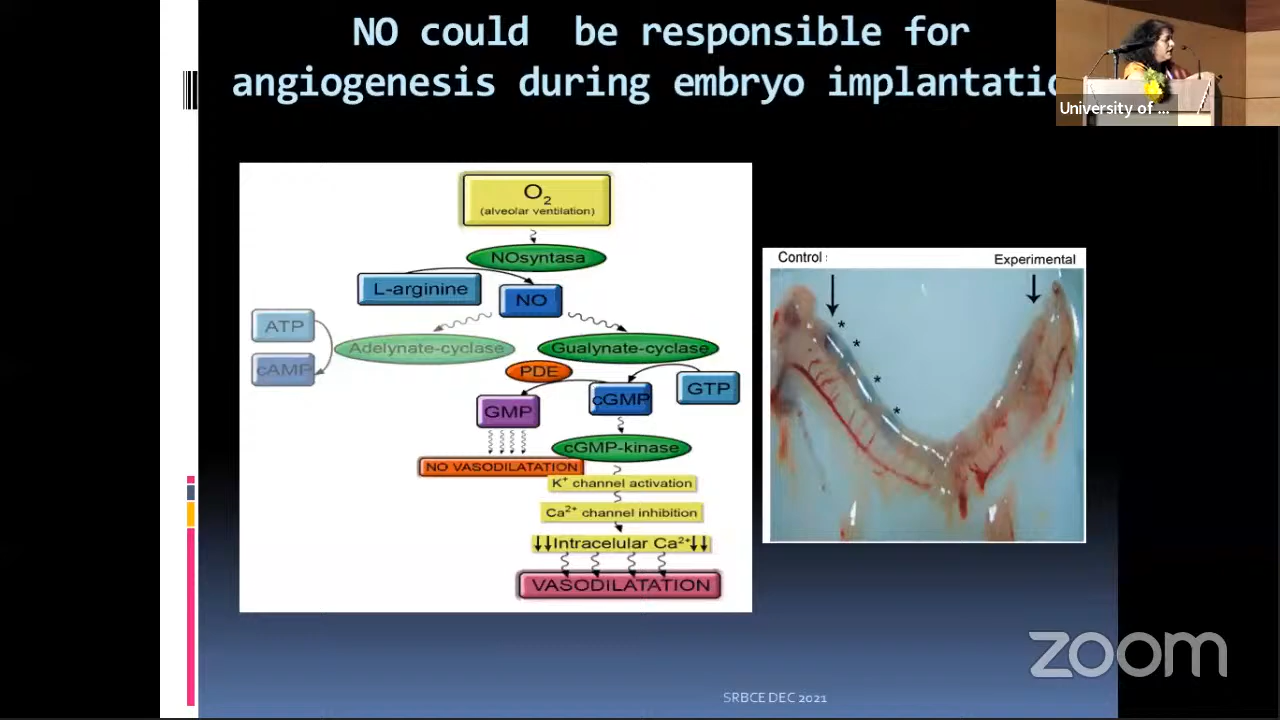 NO could be responsible for
angiogenesis during embryo implantatio
University of ...
O2
(alveolar ventilation)
NOsyntasa
L-arginine
NO
ATP
Adelynate-cyclase
Gualynate-cyclase
cAMP
PDE
GTP
cGMP
GMP
cGMP-kinase
NO VASODILATATION
K+ channel activation
Ca2+ channel inhibition
↓↓Intracelular Ca2+↓↓
VASODILATATION
Control :
Experimental
*
*
*
*
zoom
SRBCE DEC 2021